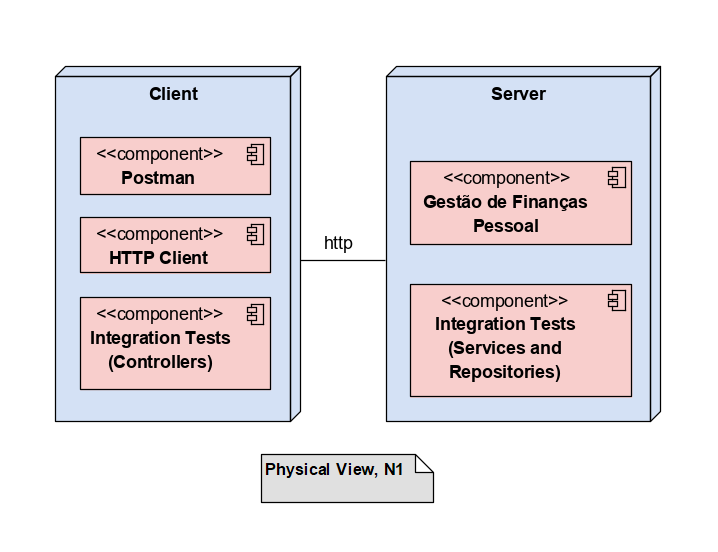 Client
<<component>>
Postman
<<component>>
HTTP Client
<<component>>
Integration Tests
(Controllers)
http
Server
<<component>>
Gestão de Finanças
Pessoal
<<component>>
Integration Tests
(Services and
Repositories)
Physical View, N1